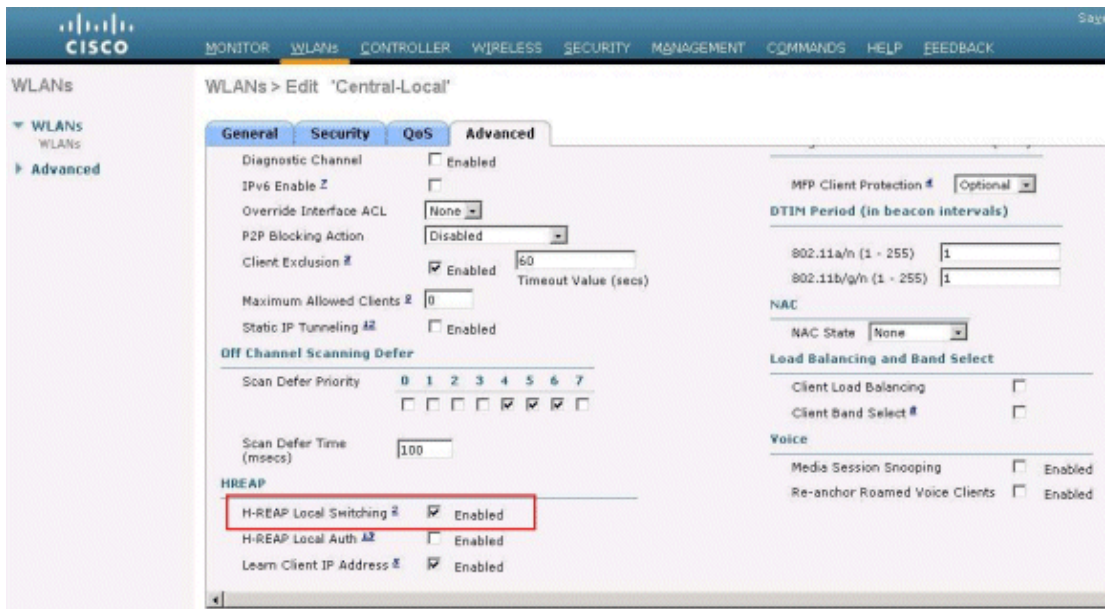 Save
CISCO
MONITOR WLANs CONTROLLER WIRELESS SECURITY MANAGEMENT COMMANDS HELP FEEDBACK
WLANs
WLANs > Edit 'Central-Local'
WLANs
WLANs
Advanced
General Security QoS Advanced
Diagnostic Channel Enabled
IPv6 Enable 7
Override Interface ACL None
P2P Blocking Action Disabled
Client Exclusion Enabled 60
Timeout Value (secs)
Maximum Allowed Clients 0
Static IP Tunneling 12 Enabled
Off Channel Scanning Defer
Scan Defer Priority 0 1 2 3 4 5 6 7
Scan Defer Time
(msecs) 100
HREAP
H-REAP Local Switching 2 Enabled
H-REAP Local Auth 12 Enabled
Learn Client IP Address Enabled
MFP Client Protection 4 Optional
DTIM Period (in beacon intervals)
802.11a/n (1 - 255) 1
802.11b/g/n (1 - 255) 1
NAC
NAC State None
Load Balancing and Band Select
Client Load Balancing
Client Band Select
Voice
Media Session Snooping Enabled
Re-anchor Roamed Voice Clients Enabled